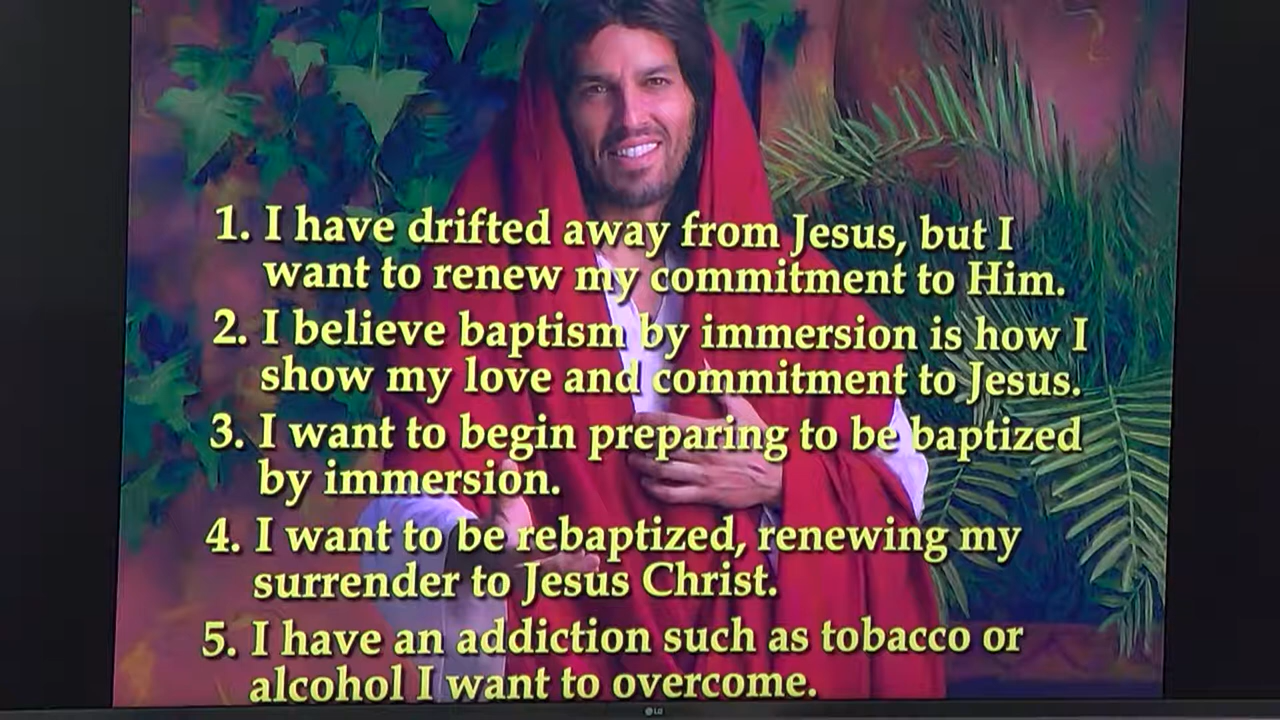 1. I have drifted away from Jesus, but I
want to renew my commitment to Him.
2. I believe baptism by immersion is how I
show my love and commitment to Jesus.
3. I want to begin preparing to be baptized
by immersion.
4. I want to be rebaptized, renewing my
surrender to Jesus Christ.
5. I have an addiction such as tobacco or
alcohol I want to overcome.
LG